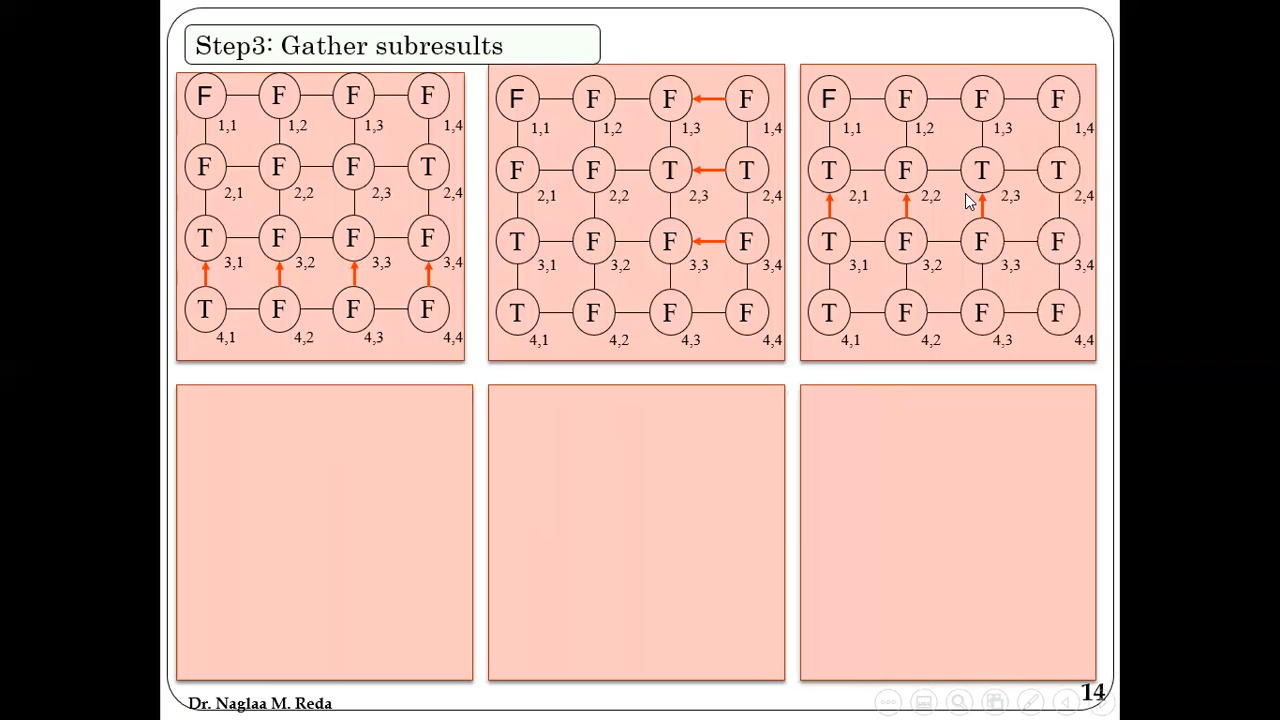 Step3: Gather subresults
F F F F
1,1 1,2 1,3 1,4
F F F T
2,1 2,2 2,3 2,4
T F F F
3,1 3,2 3,3 3,4
T F F F
4,1 4,2 4,3 4,4
F F F F
1,1 1,2 1,3 1,4
F F T T
2,1 2,2 2,3 2,4
T F F F
3,1 3,2 3,3 3,4
T F F F
4,1 4,2 4,3 4,4
F F F F
1,1 1,2 1,3 1,4
T F T T
2,1 2,2 2,3 2,4
T F F F
3,1 3,2 3,3 3,4
T F F F
4,1 4,2 4,3 4,4
Dr. Naglaa M. Reda
14